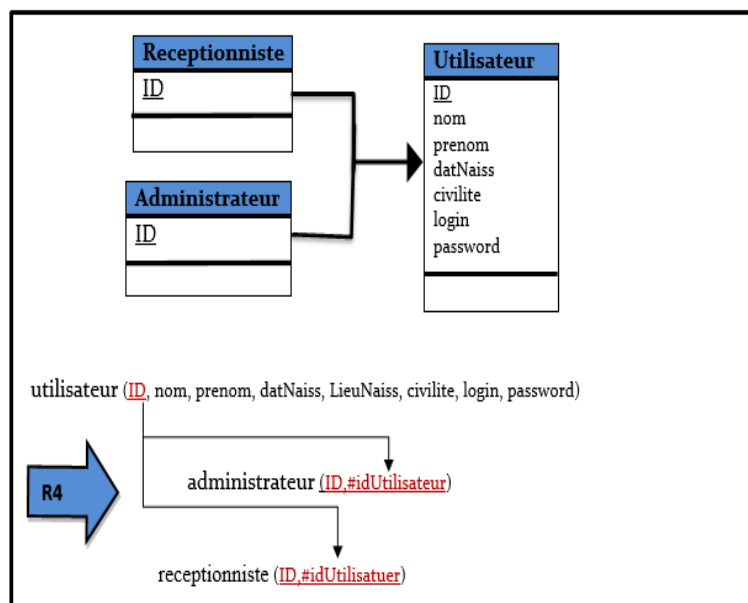 Receptionniste
ID
Utilisateur
ID
nom
prenom
datNaiss
civilite
login
password
Administrateur
ID
utilisateur (ID, nom, prenom, datNaiss, LieuNaiss, civilite, login, password)
R4
administrateur (ID,#idUtilisateur)
receptionniste (ID,#idUtilisatuer)